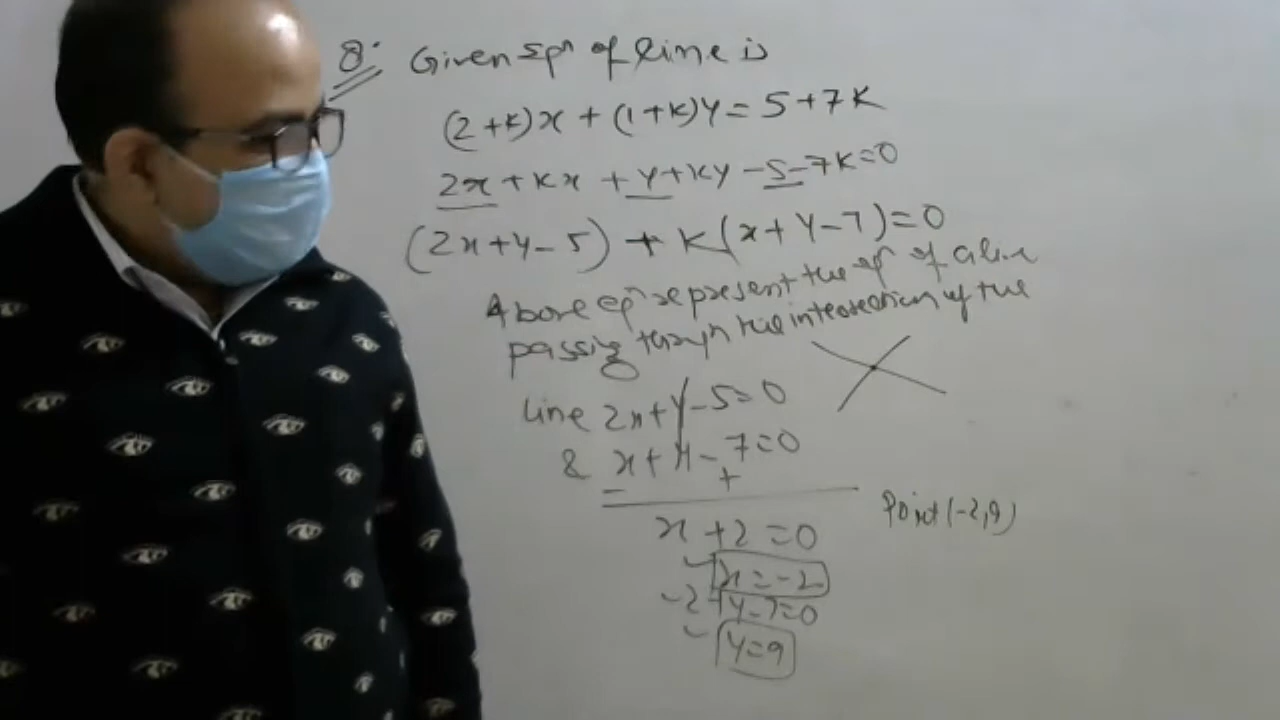 8. Given Eqn of line is
(2+k)x + (1+k)y = 5+7k
2x + kx + y + ky - 5 - 7k = 0
(2x+y-5) + k(x+y-7) = 0
Above eqn represent the eqn of a line
passing through the intersection of the
line 2x+y-5=0
& x+y-7=0
- - +
x+2=0 Point (-2,9)
x=-2
-2+y-7=0
y=9